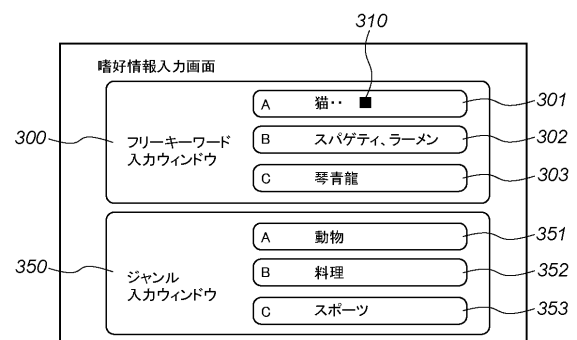 310
嗜好情報入力画面
300
フリーキーワード
入力ウィンドウ
A 猫‥ ■
301
B スパゲティ、ラーメン
302
C 琴青龍
303
350
ジャンル
入力ウィンドウ
A 動物
351
B 料理
352
C スポーツ
353